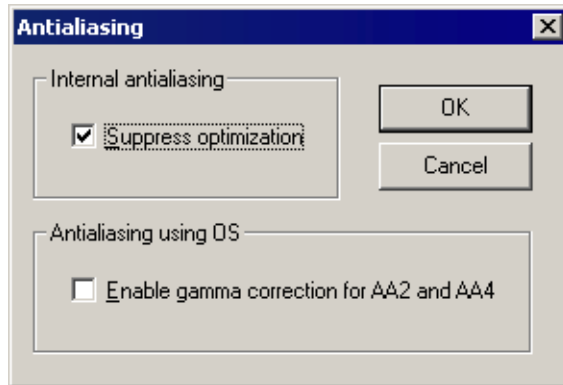 Antialiasing
Internal antialiasing
Suppress optimization
OK
Cancel
Antialiasing using OS
Enable gamma correction for AA2 and AA4